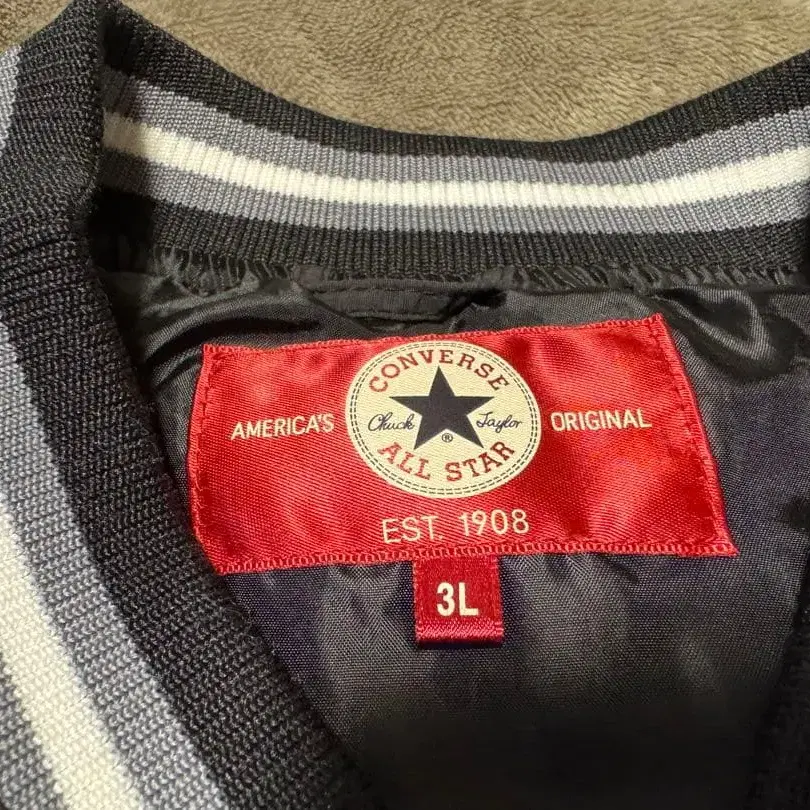 CONVERSE
AMERICA'S Chuck Taylor ORIGINAL
®
ALL STAR
EST. 1908
3L